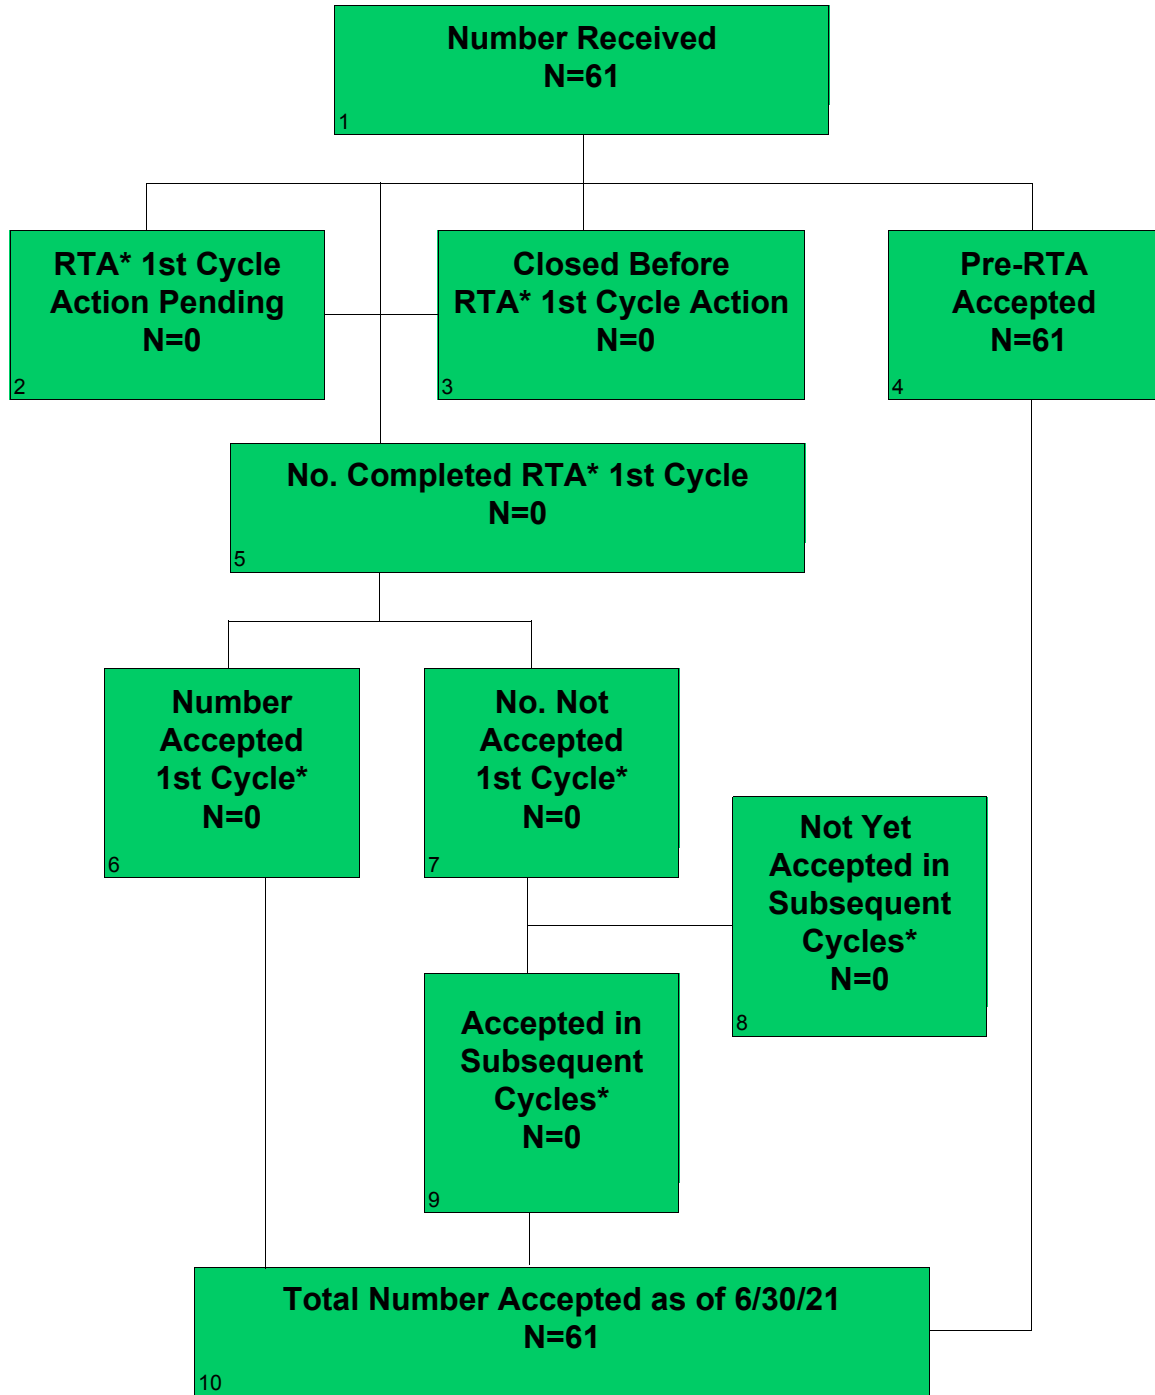 Number Received
N=61
1
RTA* 1st Cycle
Action Pending
N=0
2
Closed Before
RTA* 1st Cycle Action
N=0
3
Pre-RTA
Accepted
N=61
4
No. Completed RTA* 1st Cycle
N=0
5
Number
Accepted
1st Cycle*
N=0
6
No. Not
Accepted
1st Cycle*
N=0
7
Not Yet
Accepted in
Subsequent
Cycles*
N=0
8
Accepted in
Subsequent
Cycles*
N=0
9
Total Number Accepted as of 6/30/21
N=61
10